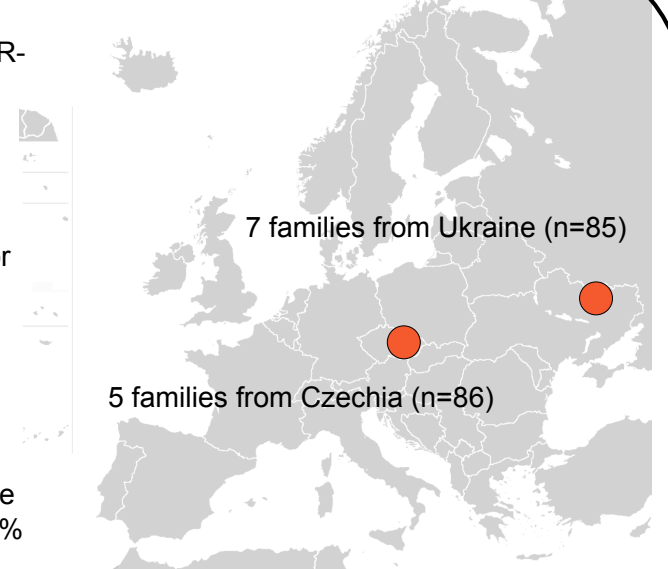 R-
7 families from Ukraine (n=85)
r
5 families from Czechia (n=86)
e
%